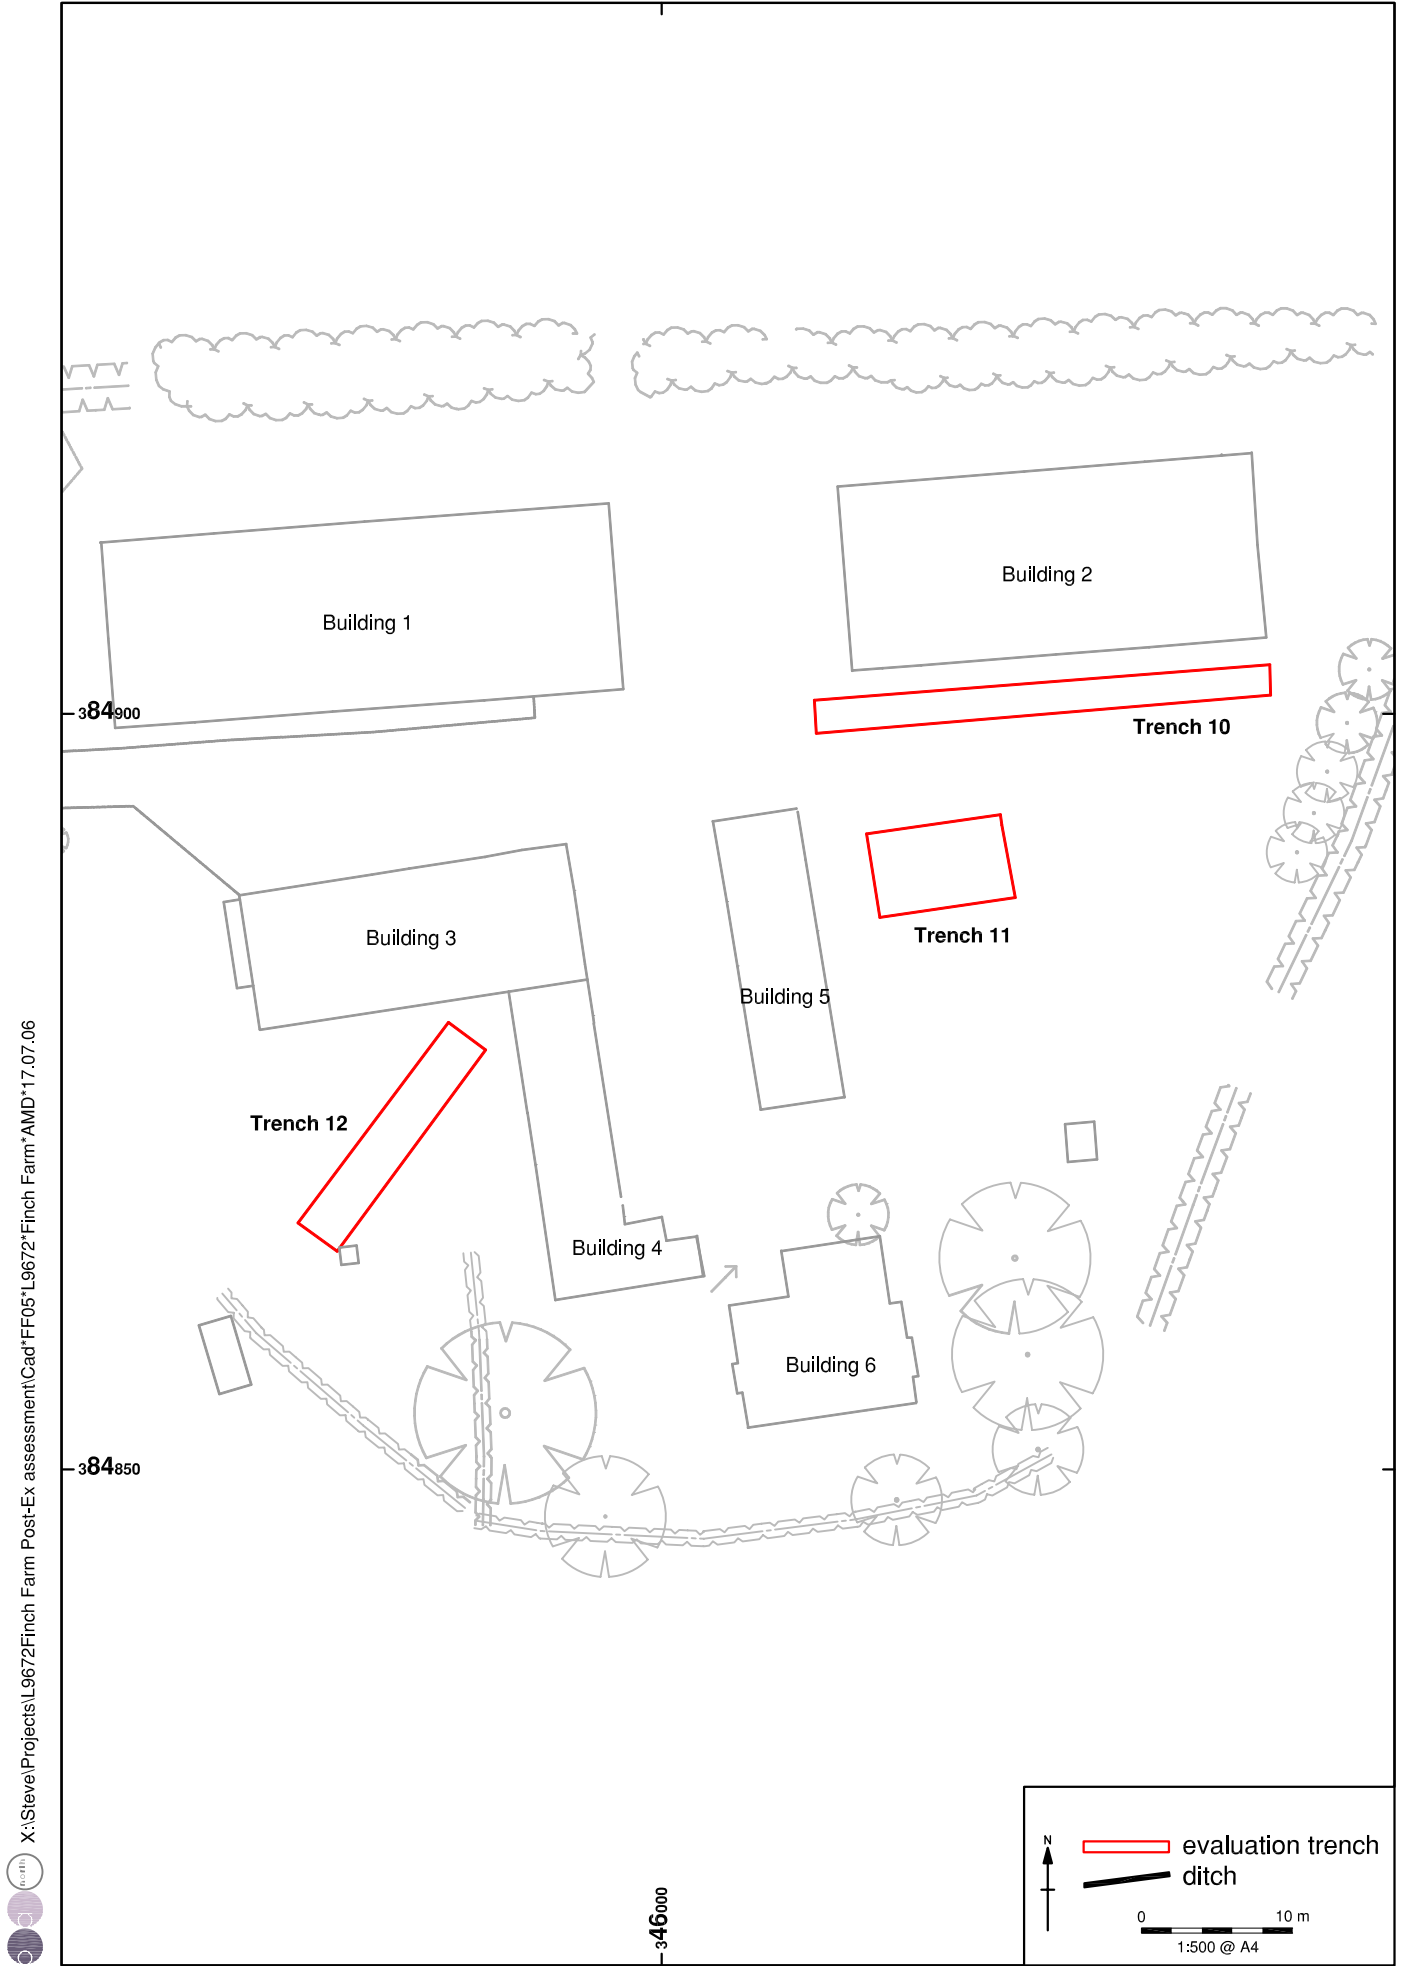 Building 1
Building 2
384900
Trench 10
Building 3
Trench 11
Building 5
Trench 12
Building 4
Building 6
384850
346000
N
evaluation trench
ditch
0 10 m
1:500 @ A4
X:\Steve\Projects\L9672Finch Farm Post-Ex assessment\Cad*FF05*L9672*Finch Farm*AMD*17.07.06
north